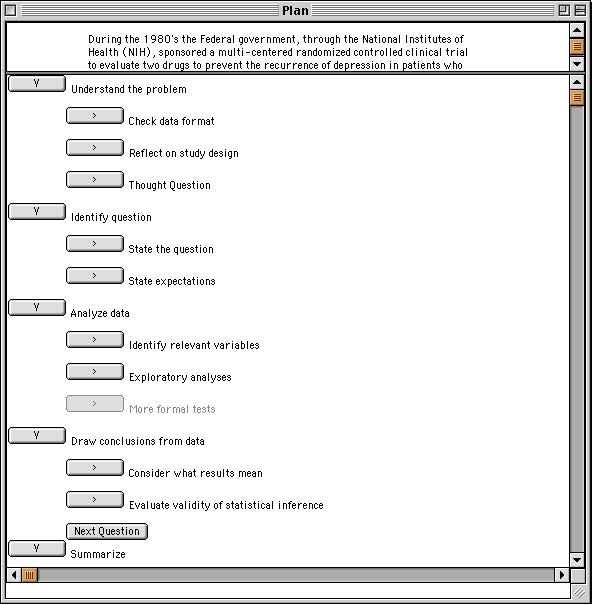 Plan
During the 1980's the Federal government, through the National Institutes of
Health (NIH), sponsored a multi-centered randomized controlled clinical trial
to evaluate two drugs to prevent the recurrence of depression in patients who
V Understand the problem
> Check data format
> Reflect on study design
> Thought Question
V Identify question
> State the question
> State expectations
V Analyze data
> Identify relevant variables
> Exploratory analyses
> More formal tests
V Draw conclusions from data
> Consider what results mean
> Evaluate validity of statistical inference
Next Question
V Summarize